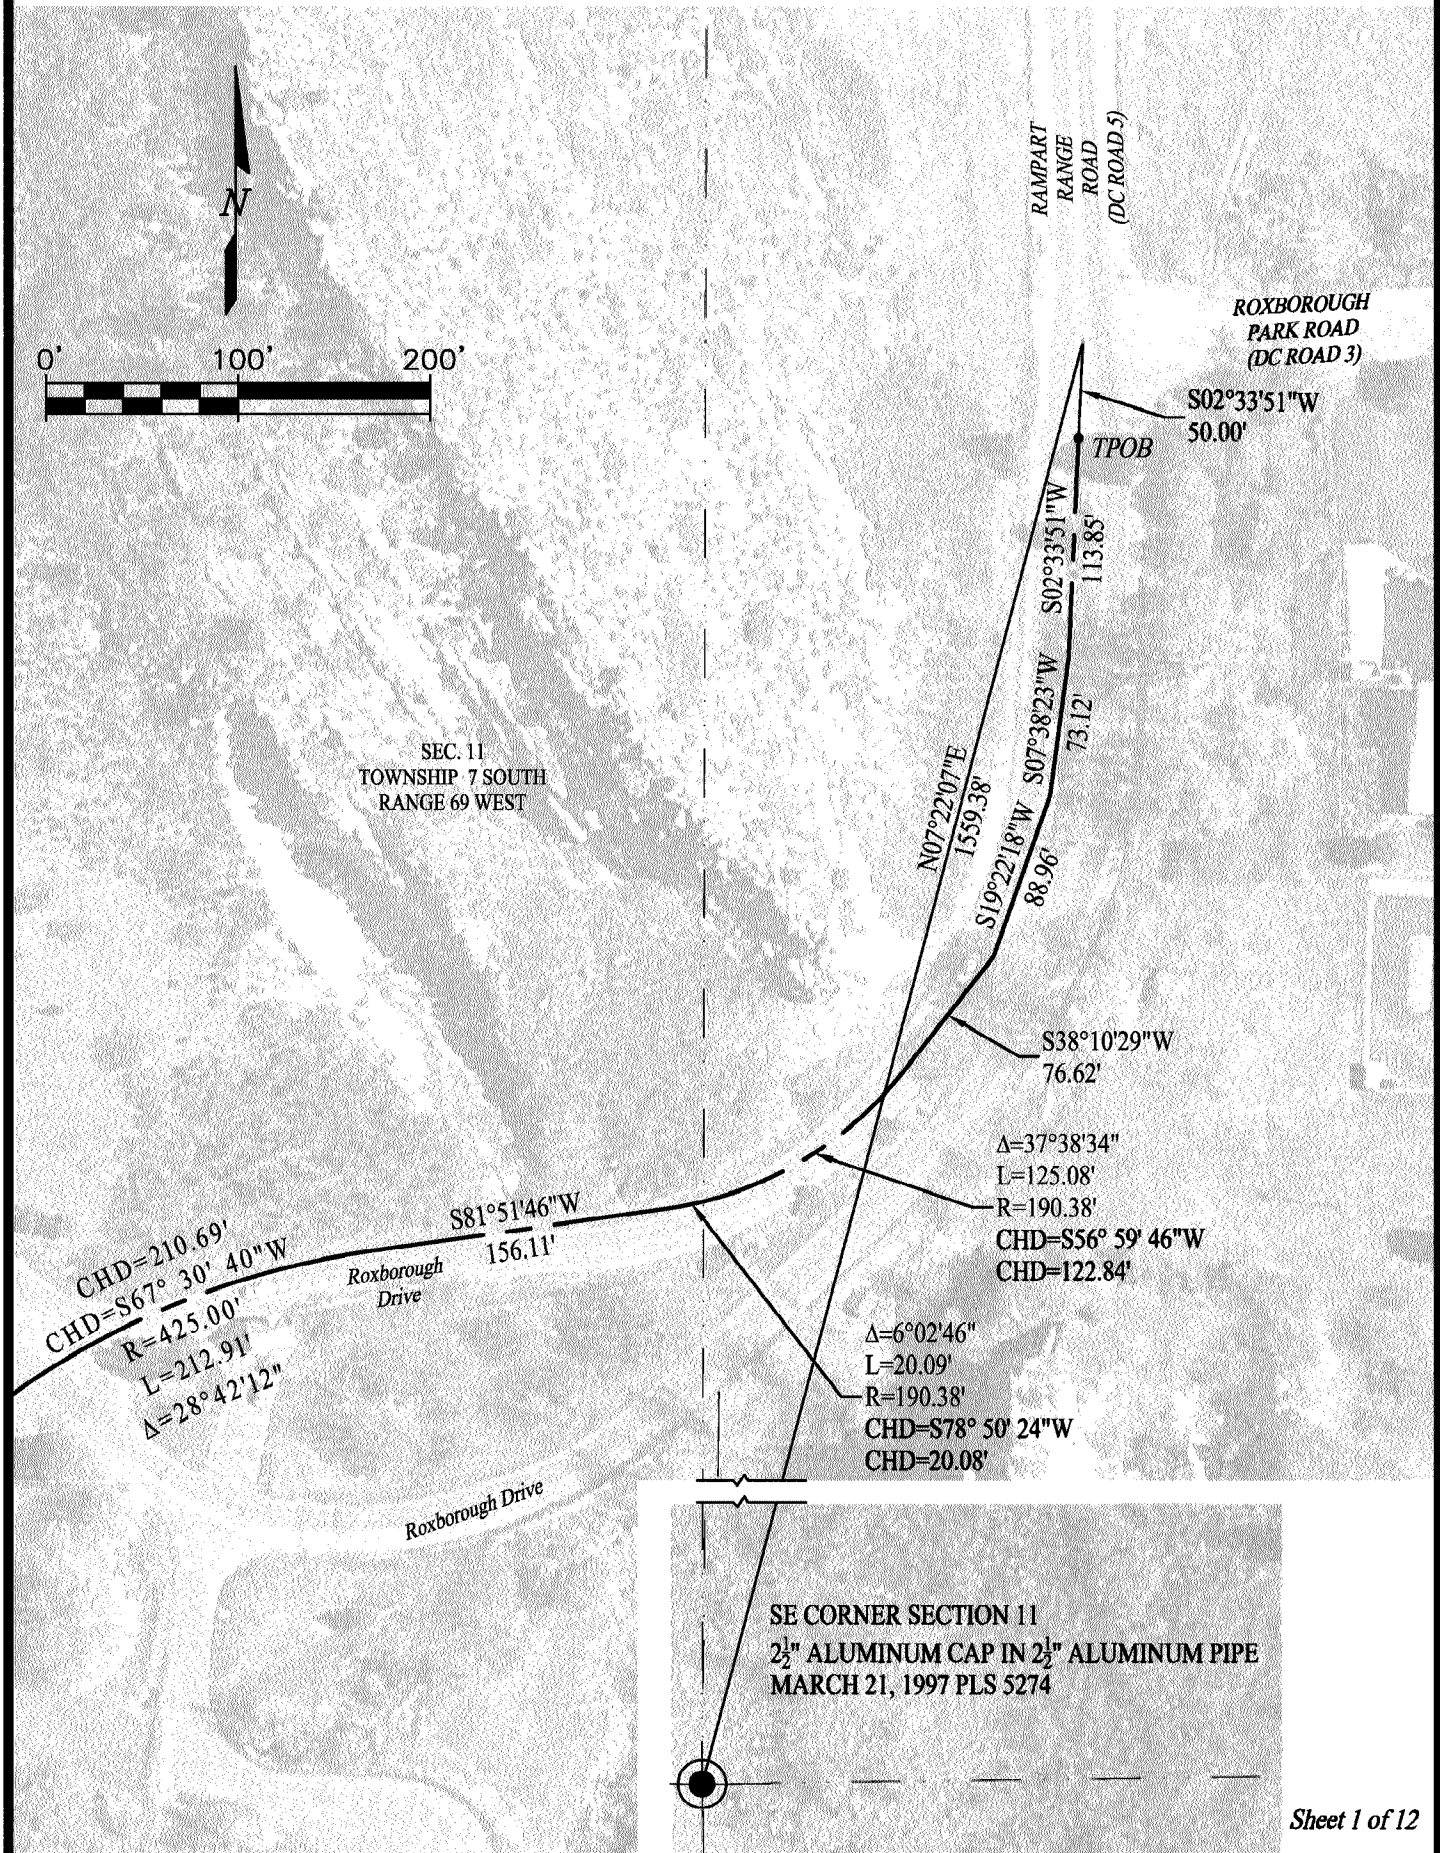 RAMPART
RANGE
ROAD
(DC ROAD 5)
N
0' 100' 200'
ROXBOROUGH
PARK ROAD
(DC ROAD 3)
S02°33'51"W
50.00'
TPOB
S02°33'51"W
113.85'
S07°38'23"W
73.12'
SEC. 11
TOWNSHIP 7 SOUTH
RANGE 69 WEST
N07°22'07"E
1559.38'
S19°22'18"W
88.96'
S38°10'29"W
76.62'
Δ=37°38'34"
L=125.08'
R=190.38'
CHD=S56° 59' 46"W
CHD=122.84'
S81°51'46"W
156.11'
CHD=210.69'
CHD=S67° 30' 40"W
R=425.00'
L=212.91'
Δ=28°42'12"
Roxborough
Drive
Δ=6°02'46"
L=20.09'
R=190.38'
CHD=S78° 50' 24"W
CHD=20.08'
Roxborough Drive
SE CORNER SECTION 11
2½" ALUMINUM CAP IN 2½" ALUMINUM PIPE
MARCH 21, 1997 PLS 5274
Sheet 1 of 12